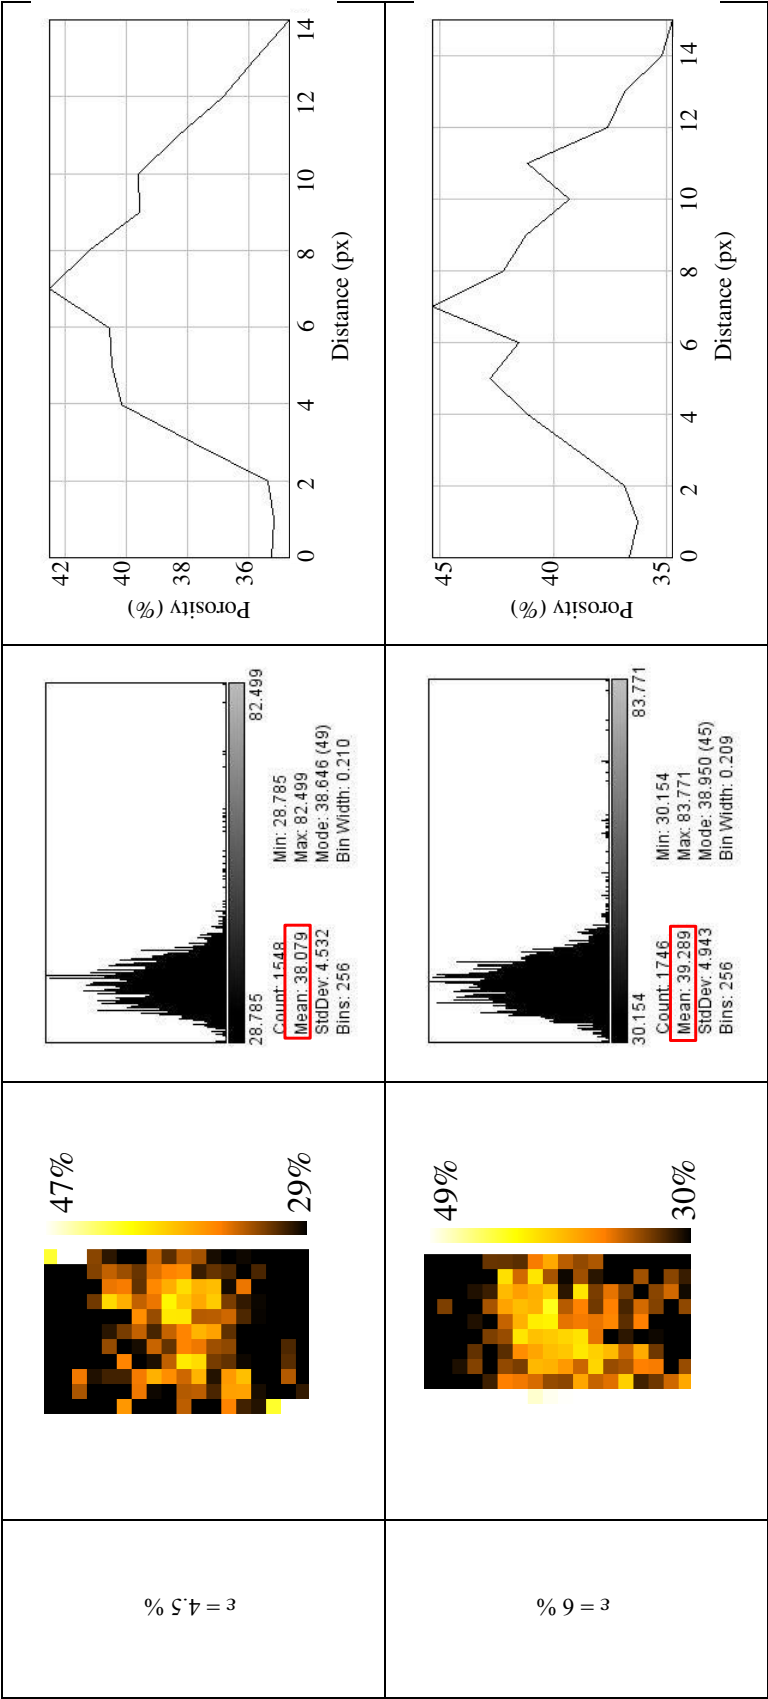 ε = 4.5 %
47%
29%
28.785
82.499
Count: 1548
Min: 28.785
Mean: 38.079
Max: 82.499
StdDev: 4.532
Mode: 38.646 (49)
Bins: 256
Bin Width: 0.210
Porosity (%)
42
40
38
36
0
2
4
6
8
10
12
14
Distance (px)
ε = 6 %
49%
30%
30.154
83.771
Count: 1746
Min: 30.154
Mean: 39.289
Max: 83.771
StdDev: 4.943
Mode: 38.950 (45)
Bins: 256
Bin Width: 0.209
Porosity (%)
45
40
35
0
2
4
6
8
10
12
14
Distance (px)